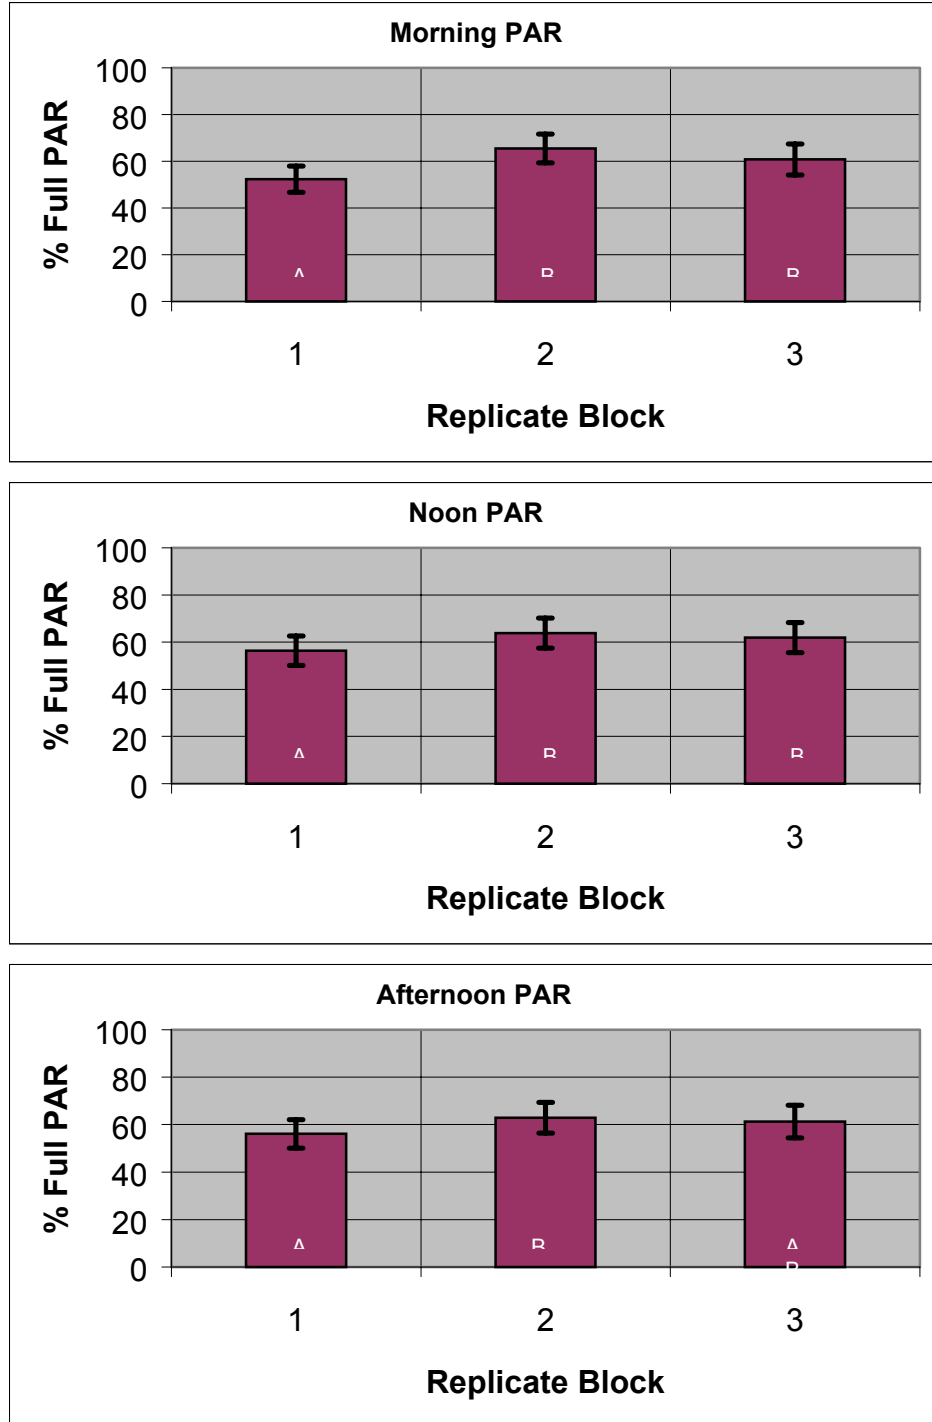 Morning PAR
% Full PAR
100
80
60
40
20
0
A
B
B
1
2
3
Replicate Block
Noon PAR
% Full PAR
100
80
60
40
20
0
A
B
B
1
2
3
Replicate Block
Afternoon PAR
% Full PAR
100
80
60
40
20
0
A
B
A
B
1
2
3
Replicate Block